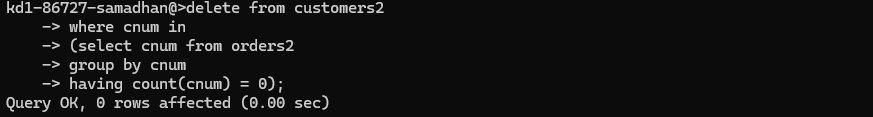 kd1-86727-samadhan@>delete from customers2
    -> where cnum in
    -> (select cnum from orders2
    -> group by cnum
    -> having count(cnum) = 0);
Query OK, 0 rows affected (0.00 sec)